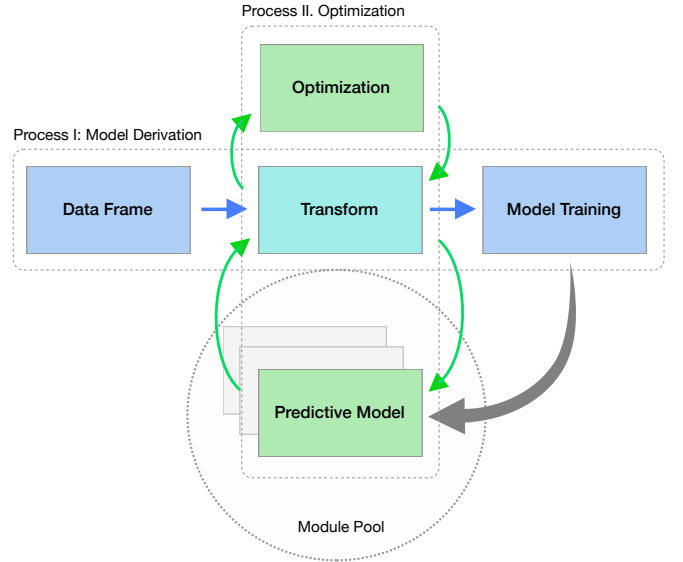 Process II. Optimization
Optimization
Process I: Model Derivation
Data Frame
Transform
Model Training
Predictive Model
Module Pool